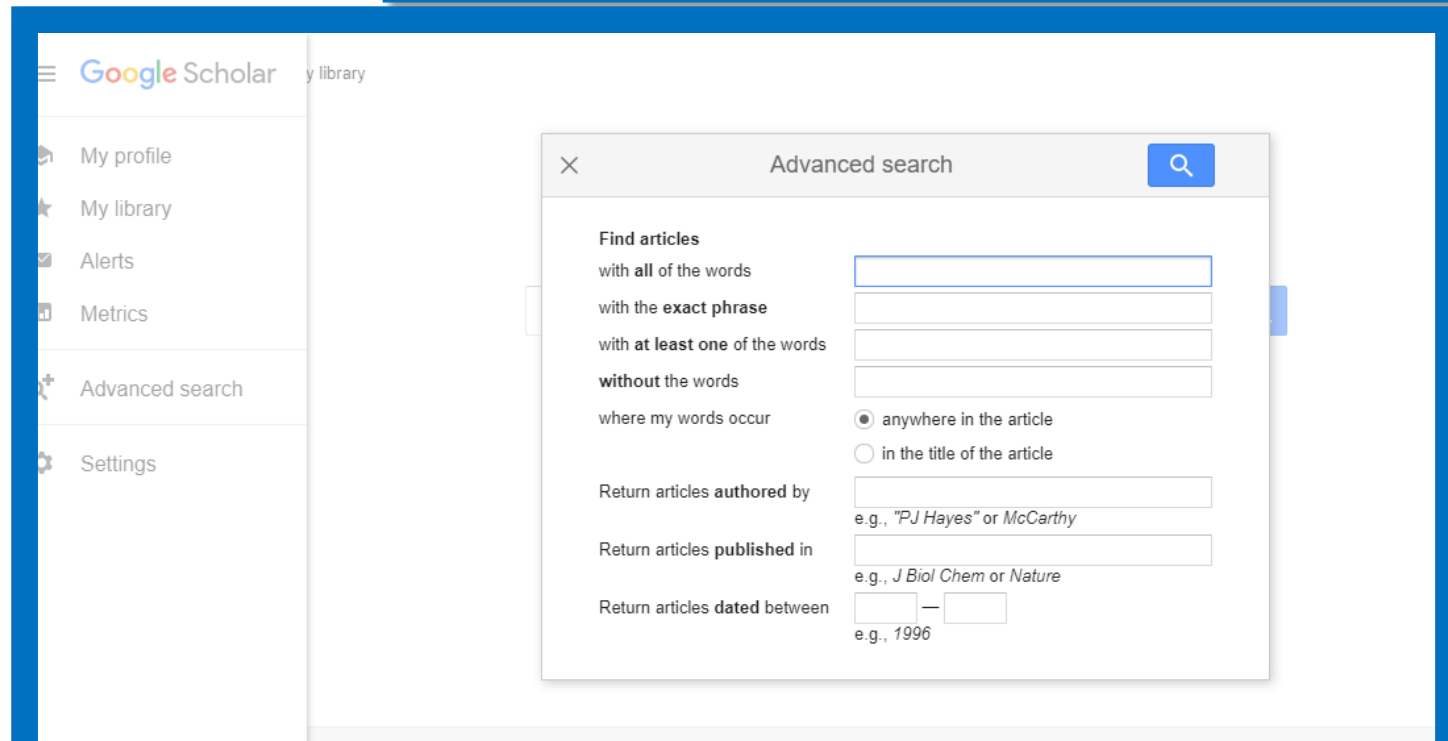 Google Scholar
y library
My profile
My library
Alerts
Metrics
Advanced search
Settings
Advanced search
Find articles
with all of the words
with the exact phrase
with at least one of the words
without the words
where my words occur
anywhere in the article
in the title of the article
Return articles authored by
e.g., "PJ Hayes" or McCarthy
Return articles published in
e.g., J Biol Chem or Nature
Return articles dated between
—
e.g., 1996